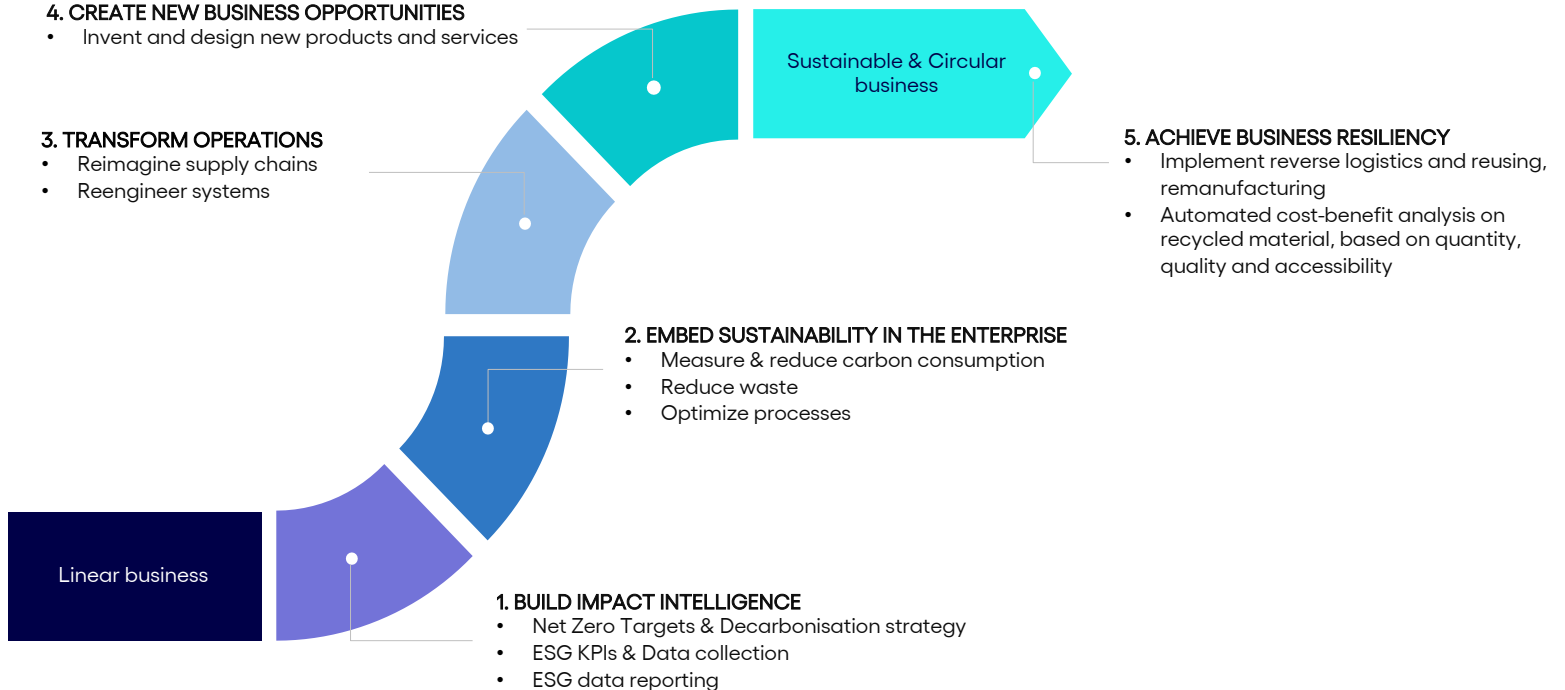 4. CREATE NEW BUSINESS OPPORTUNITIES
• Invent and design new products and services
Sustainable & Circular
business
3. TRANSFORM OPERATIONS
• Reimagine supply chains
• Reengineer systems
5. ACHIEVE BUSINESS RESILIENCY
• Implement reverse logistics and reusing,
remanufacturing
• Automated cost-benefit analysis on
recycled material, based on quantity,
quality and accessibility
2. EMBED SUSTAINABILITY IN THE ENTERPRISE
• Measure & reduce carbon consumption
• Reduce waste
• Optimize processes
Linear business
1. BUILD IMPACT INTELLIGENCE
• Net Zero Targets & Decarbonisation strategy
• ESG KPIs & Data collection
• ESG data reporting